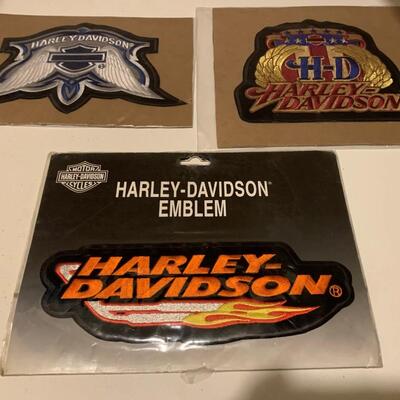 HARLEY-DAVIDSON
H-D
HARLEY-
DAVIDSON
MOTOR
HARLEY-DAVIDSON
CYCLES
HARLEY-DAVIDSON
EMBLEM
HARLEY-
DAVIDSON®